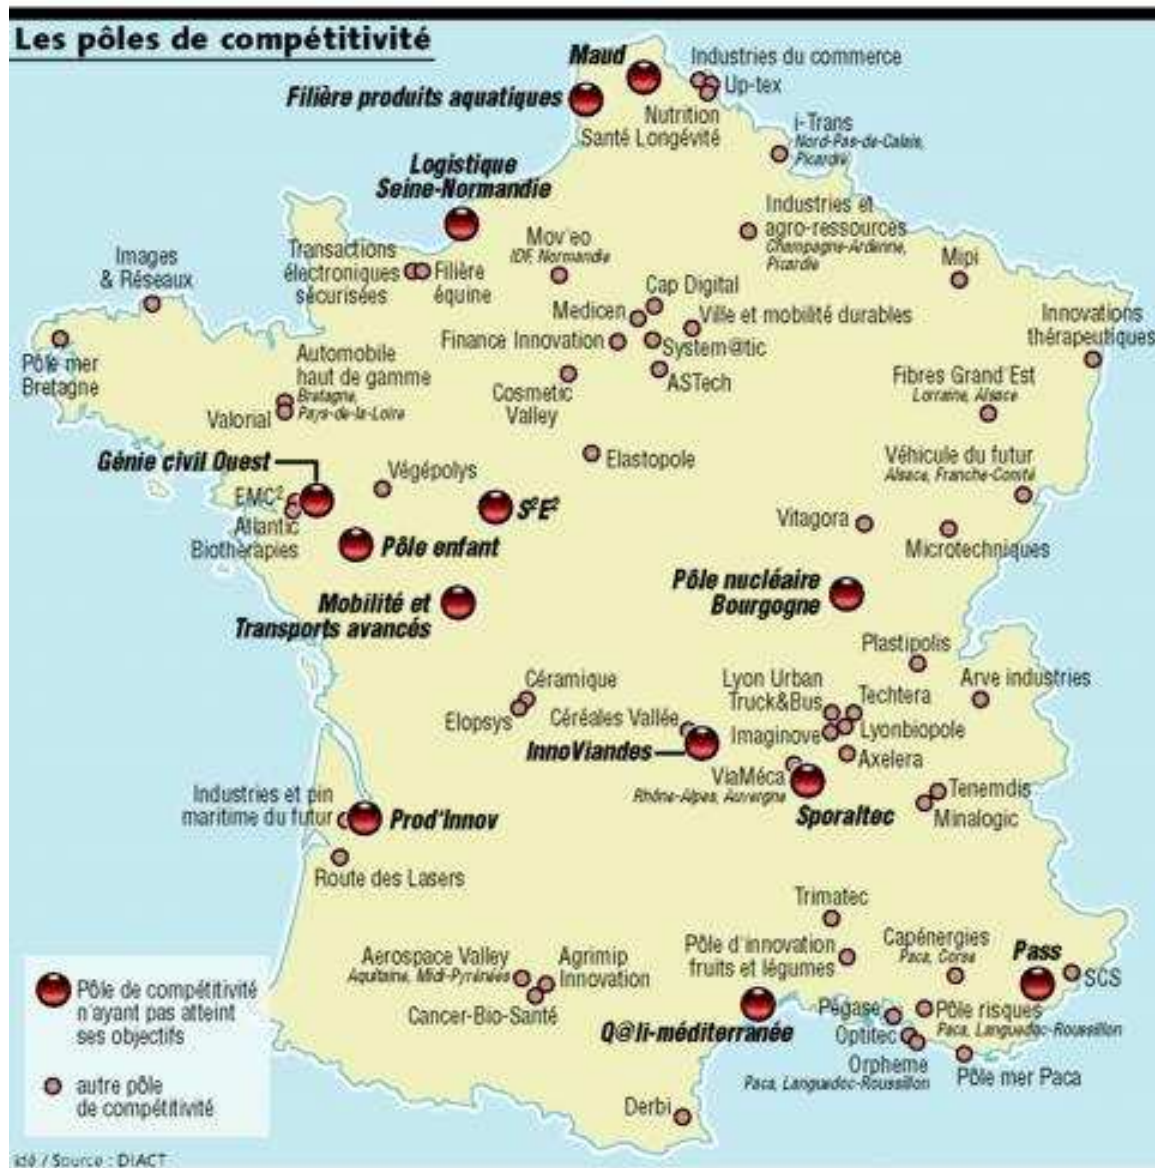 Les pôles de compétitivité
Maud
Industries du commerce
Up-tex
Filière produits aquatiques
Nutrition
Santé Longévité
i-Trans
Nord-Pas-de-Calais,
Picardie
Logistique
Seine-Normandie
Industries et
agro-ressources
Champagne-Ardenne,
Picardie
Mov'eo
IDF, Normandie
Images
& Réseaux
Transactions
électroniques
sécurisées
Filière
équine
Mipi
Cap Digital
Medicen
Ville et mobilité durables
Innovations
thérapeutiques
Finance Innovation
System@tic
Pôle mer
Bretagne
Automobile
haut de gamme
Bretagne,
Pays-de-la-Loire
ASTech
Fibres Grand Est
Lorraine, Alsace
Cosmetic
Valley
Valorial
Génie civil Ouest
Végépolys
Elastopole
Véhicule du futur
Alsace, Franche-Comté
EMC²
S²E²
Atlantic
Biothérapies
Vitagora
Microtechniques
Pôle enfant
Pôle nucléaire
Bourgogne
Mobilité et
Transports avancés
Plastipolis
Céramique
Lyon Urban
Truck&Bus
Techtera
Arve industries
Elopsys
Céréales Vallée
Imaginove
Lyonbiopole
InnoViandes
Axelera
ViaMéca
Rhône-Alpes, Auvergne
Industries et pin
maritime du futur
Prod'Innov
Sporaltec
Tenemdis
Minalogic
Route des Lasers
Trimatec
Aerospace Valley
Aquitaine, Midi-Pyrénées
Agrimip
Innovation
Pôle d'innovation
fruits et légumes
Capénergies
Paca, Corse
Pass
SCS
Cancer-Bio-Santé
Q@li-méditerranée
Pégase
Pôle risques
Paca, Languedoc-Roussillon
Optitec
Orpheme
Paca, Languedoc-Roussillon
Pôle mer Paca
Derbi
Pôle de compétitivité
n'ayant pas atteint
ses objectifs
autre pôle
de compétitivité
idé / Source : DIACT